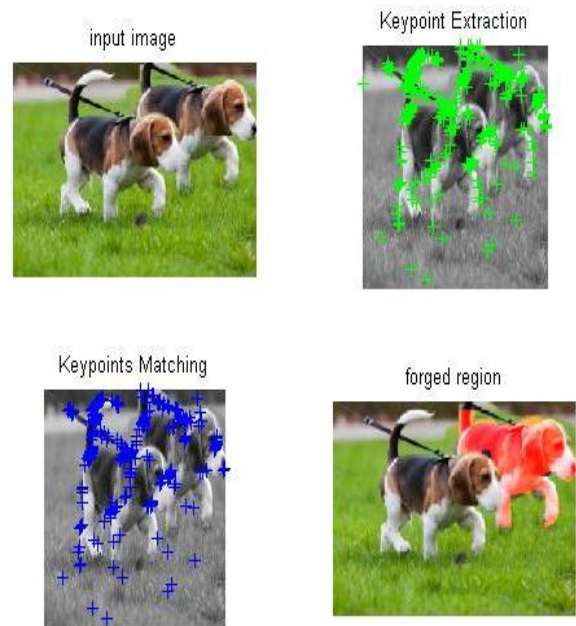 input image
Keypoint Extraction
Keypoints Matching
forged region